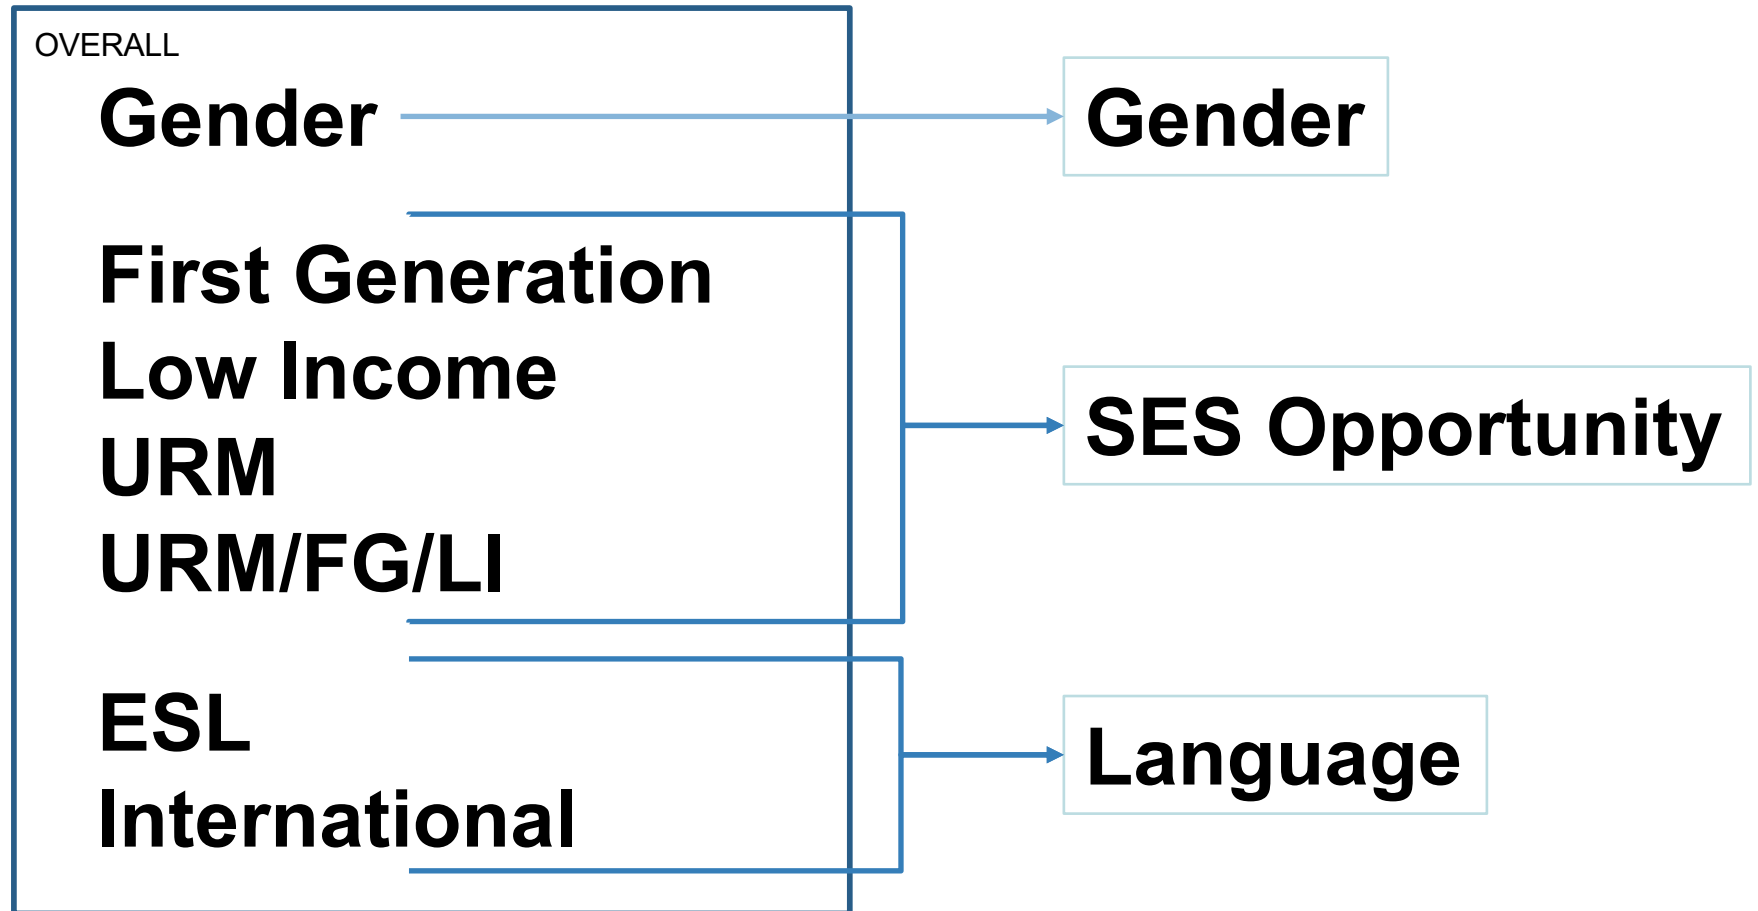 OVERALL
Gender
First Generation
Low Income
URM
URM/FG/LI
ESL
International
Gender
SES Opportunity
Language